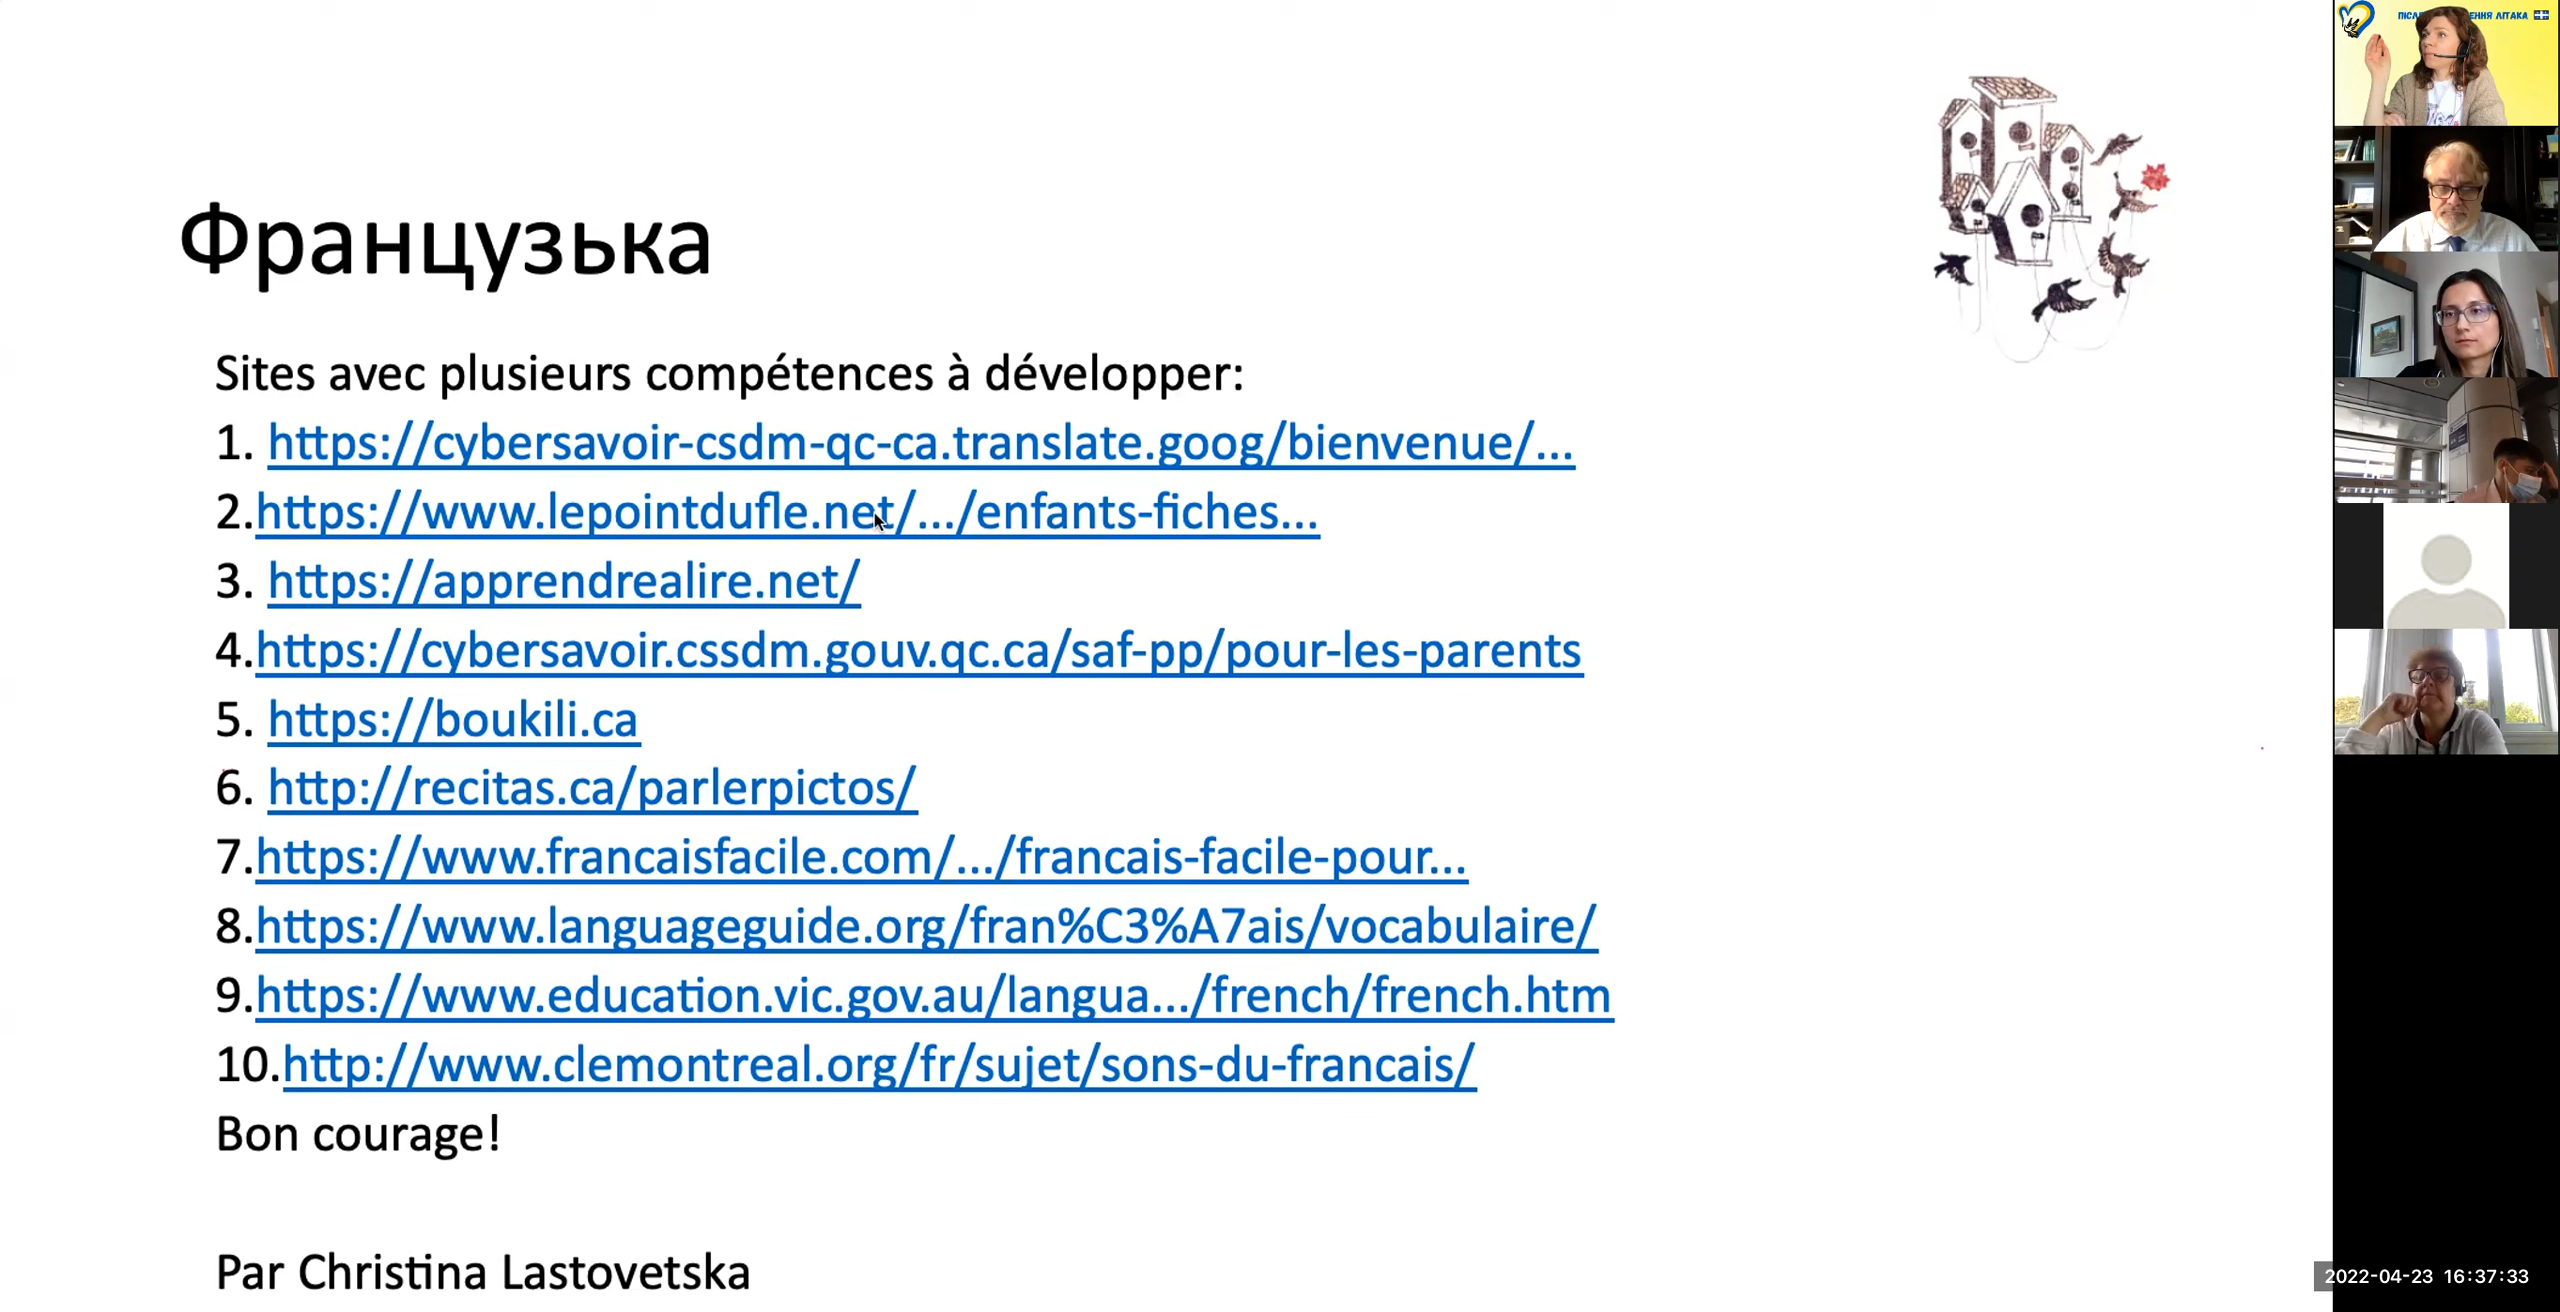 Французька
Sites avec plusieurs compétences à développer:
1. https://cybersavoir-csdm-qc-ca.translate.goog/bienvenue/...
2.https://www.lepointdufle.net/.../enfants-fiches...
3. https://apprendrealire.net/
4.https://cybersavoir.cssdm.gouv.qc.ca/saf-pp/pour-les-parents
5. https://boukili.ca
6. http://recitas.ca/parlerpictos/
7.https://www.francaisfacile.com/.../francais-facile-pour...
8.https://www.languageguide.org/fran%C3%A7ais/vocabulaire/
9.https://www.education.vic.gov.au/langua.../french/french.htm
10.http://www.clemontreal.org/fr/sujet/sons-du-francais/
Bon courage!
Par Christina Lastovetska
ЛІТАКА
2022-04-23 16:37:33